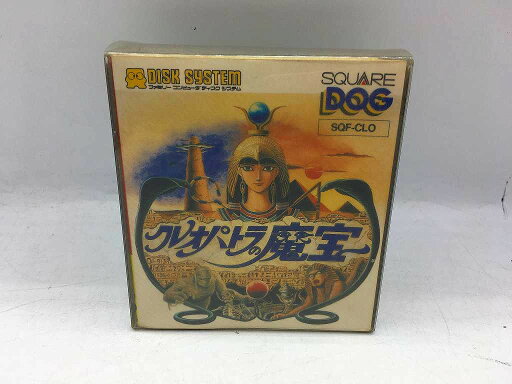 DISK SYSTEM
ファミリー コンピュータ ディスク システム
SQUARE
DOG
SQF-CLO
クレオパトラの魔宝